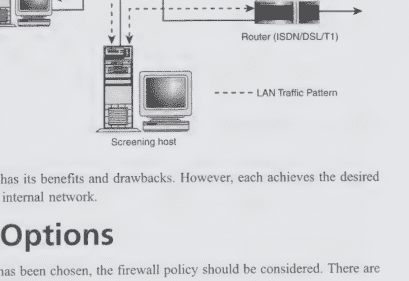 Router (ISDN/DSL/T1)
LAN Traffic Pattern
Screening host
has its benefits and drawbacks. However, each achieves the desired
internal network.
Options
has been chosen, the firewall policy should be considered. There are